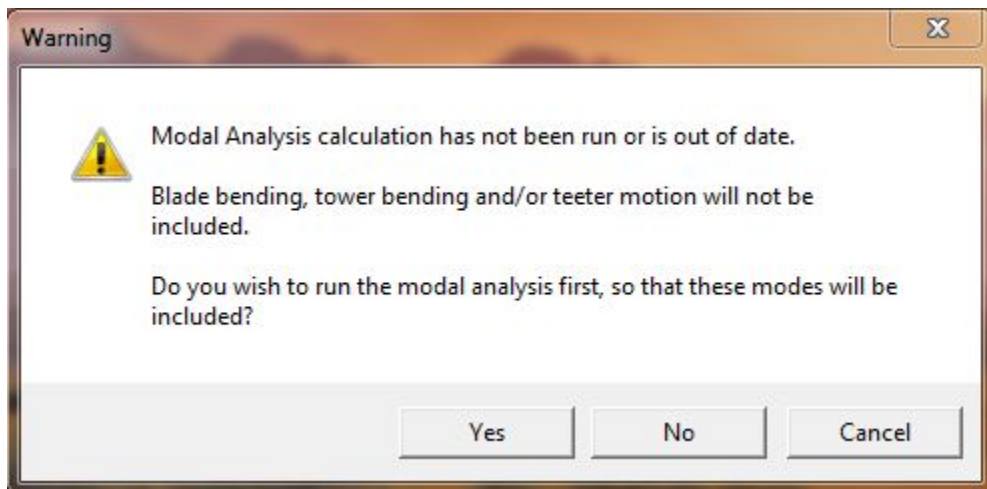 Warning
Modal Analysis calculation has not been run or is out of date.
Blade bending, tower bending and/or teeter motion will not be
included.
Do you wish to run the modal analysis first, so that these modes will be
included?
Yes
No
Cancel